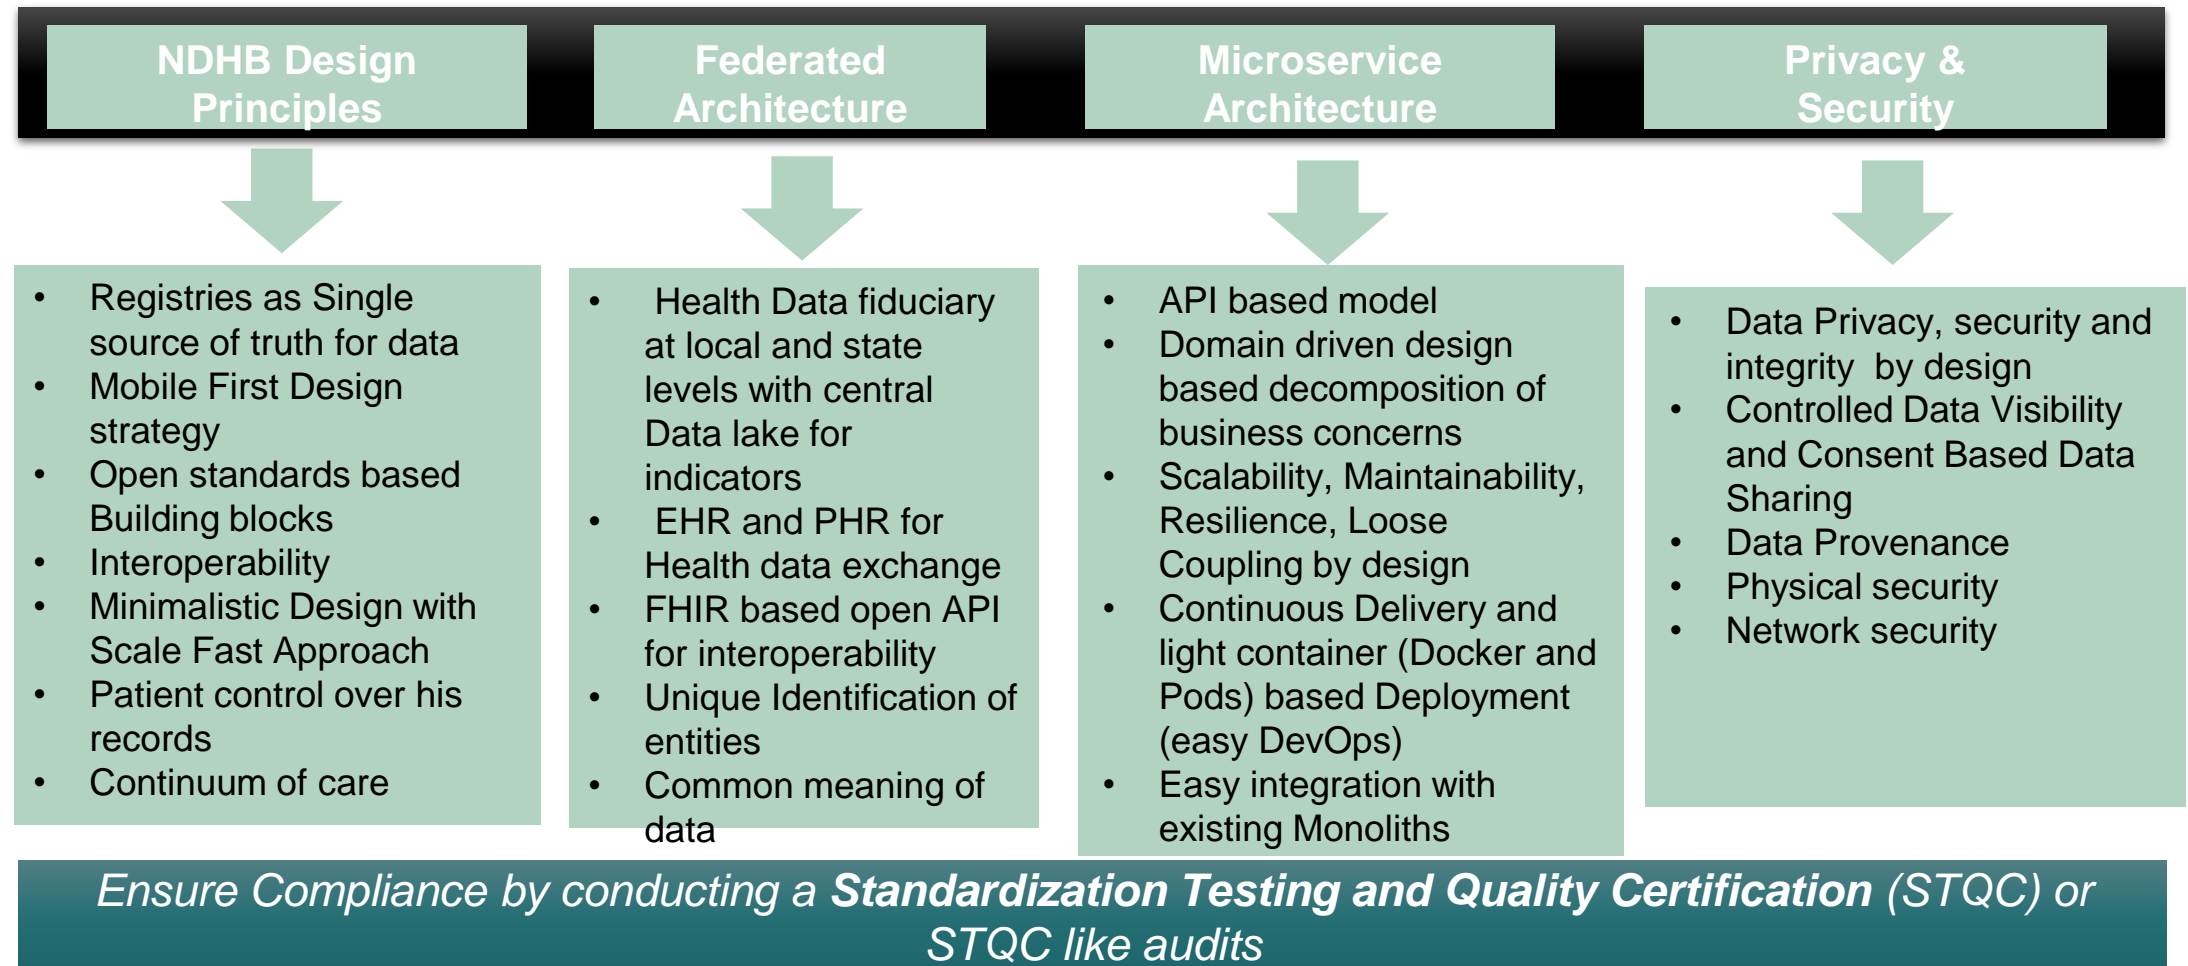 NDHB Design
Principles
Federated
Architecture
Microservice
Architecture
Privacy &
Security
• Registries as Single
source of truth for data
• Mobile First Design
strategy
• Open standards based
Building blocks
• Interoperability
• Minimalistic Design with
Scale Fast Approach
• Patient control over his
records
• Continuum of care
• Health Data fiduciary
at local and state
levels with central
Data lake for
indicators
• EHR and PHR for
Health data exchange
• FHIR based open API
for interoperability
• Unique Identification of
entities
• Common meaning of
data
• API based model
• Domain driven design
based decomposition of
business concerns
• Scalability, Maintainability,
Resilience, Loose
Coupling by design
• Continuous Delivery and
light container (Docker and
Pods) based Deployment
(easy DevOps)
• Easy integration with
existing Monoliths
• Data Privacy, security and
integrity by design
• Controlled Data Visibility
and Consent Based Data
Sharing
• Data Provenance
• Physical security
• Network security
Ensure Compliance by conducting a Standardization Testing and Quality Certification (STQC) or
STQC like audits